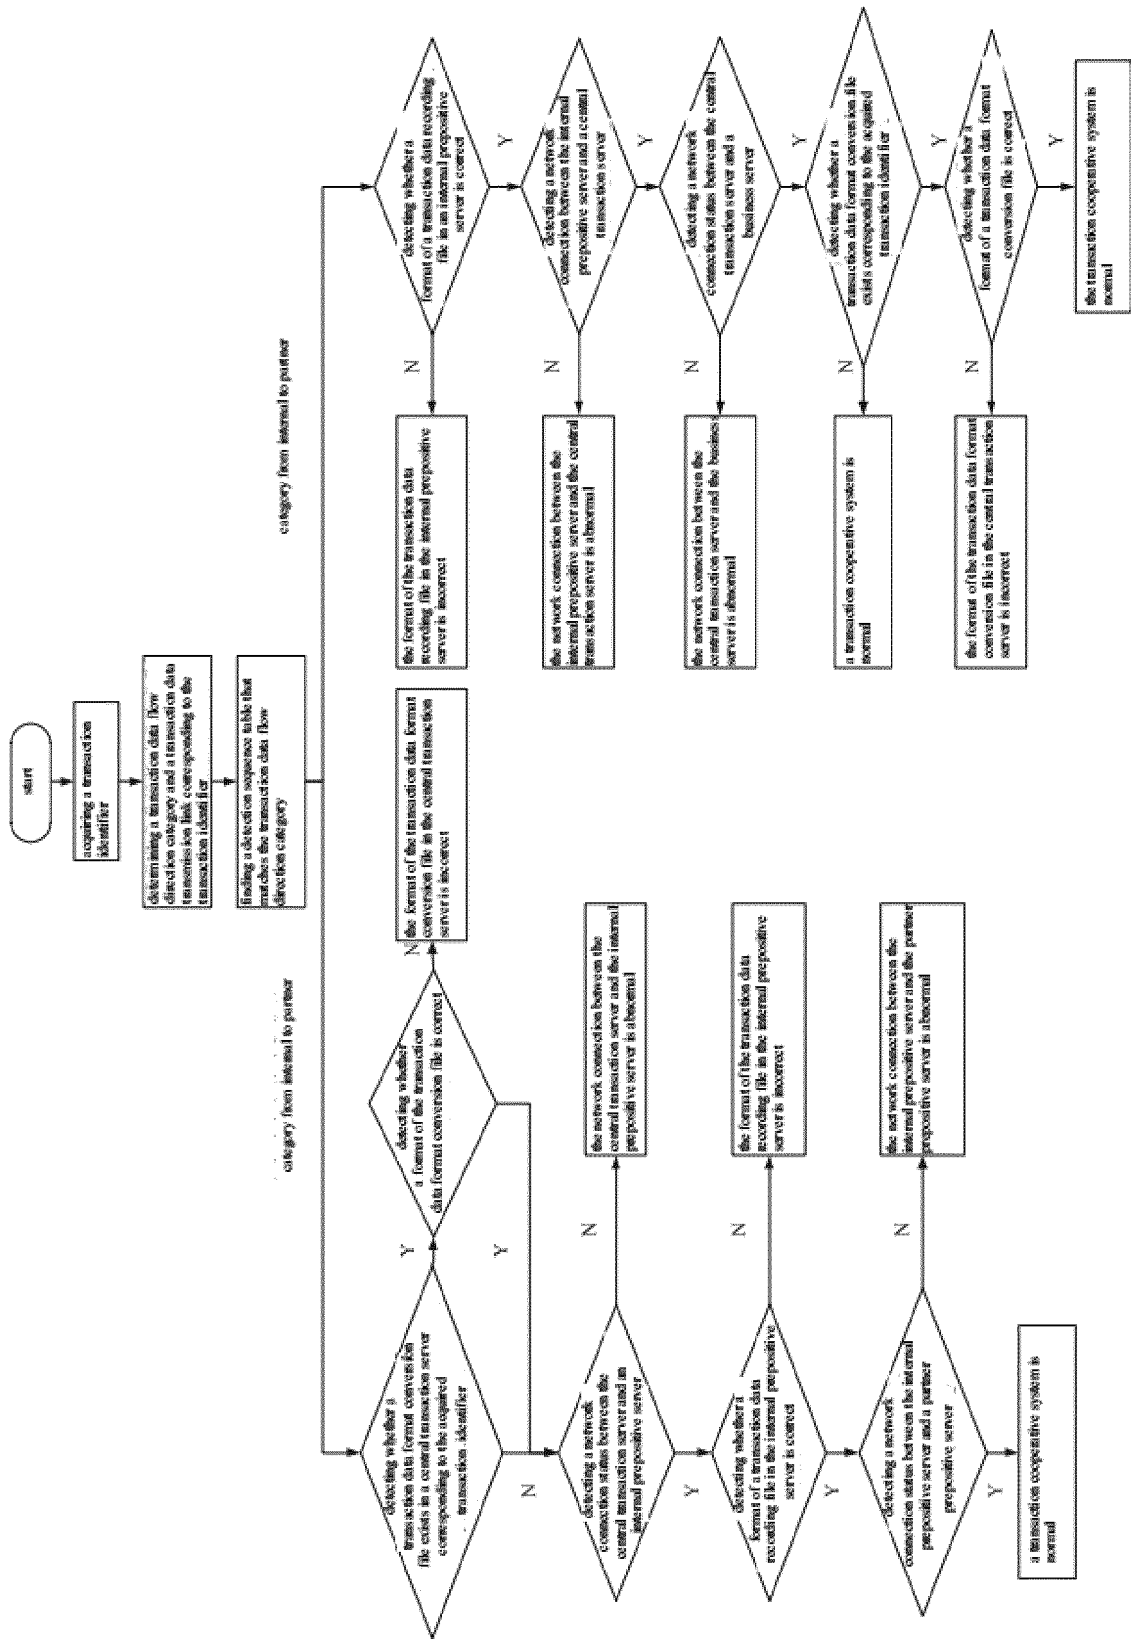 start
acquiring a transaction
identifier
determining a transaction data flow
direction category and a transaction data
transmission link corresponding to the
transaction identifier
finding a detection sequence table that
matches the transaction data flow
direction category
category from internal to partner
category from internal to partner
detecting whether a
transaction data format conversion
file exists in a central transaction server
corresponding to the acquired
transaction identifier
Y
N
detecting whether
a format of the transaction
data format conversion file is correct
N
Y
the format of the transaction data format
conversion file in the central transaction
server is incorrect
detecting a network
connection status between the
central transaction server and an
internal prepositive server
N
Y
the network connection between the
central transaction server and the internal
prepositive server is abnormal
detecting whether a
format of a transaction data
recording file in the internal prepositive
server is correct
N
Y
the format of the transaction data
recording file in the internal prepositive
server is incorrect
detecting a network
connection status between the internal
prepositive server and a partner
prepositive server
N
Y
the network connection between the
internal prepositive server and the partner
prepositive server is abnormal
a transaction cooperative system is
normal
detecting whether a
format of a transaction data recording
file in an internal prepositive
server is correct
N
Y
the format of the transaction data
recording file in the internal prepositive
server is incorrect
detecting a network
connection between the internal
prepositive server and a central
transaction server
N
Y
the network connection between the
internal prepositive server and the central
transaction server is abnormal
detecting a network
connection status between the central
transaction server and a
business server
N
Y
the network connection between the
central transaction server and the business
server is abnormal
detecting whether a
transaction data format conversion file
exists corresponding to the acquired
transaction identifier
N
Y
a transaction cooperative system is
normal
detecting whether a
format of a transaction data format
conversion file is correct
N
Y
the format of the transaction data format
conversion file in the central transaction
server is incorrect
the transaction cooperative system is
normal